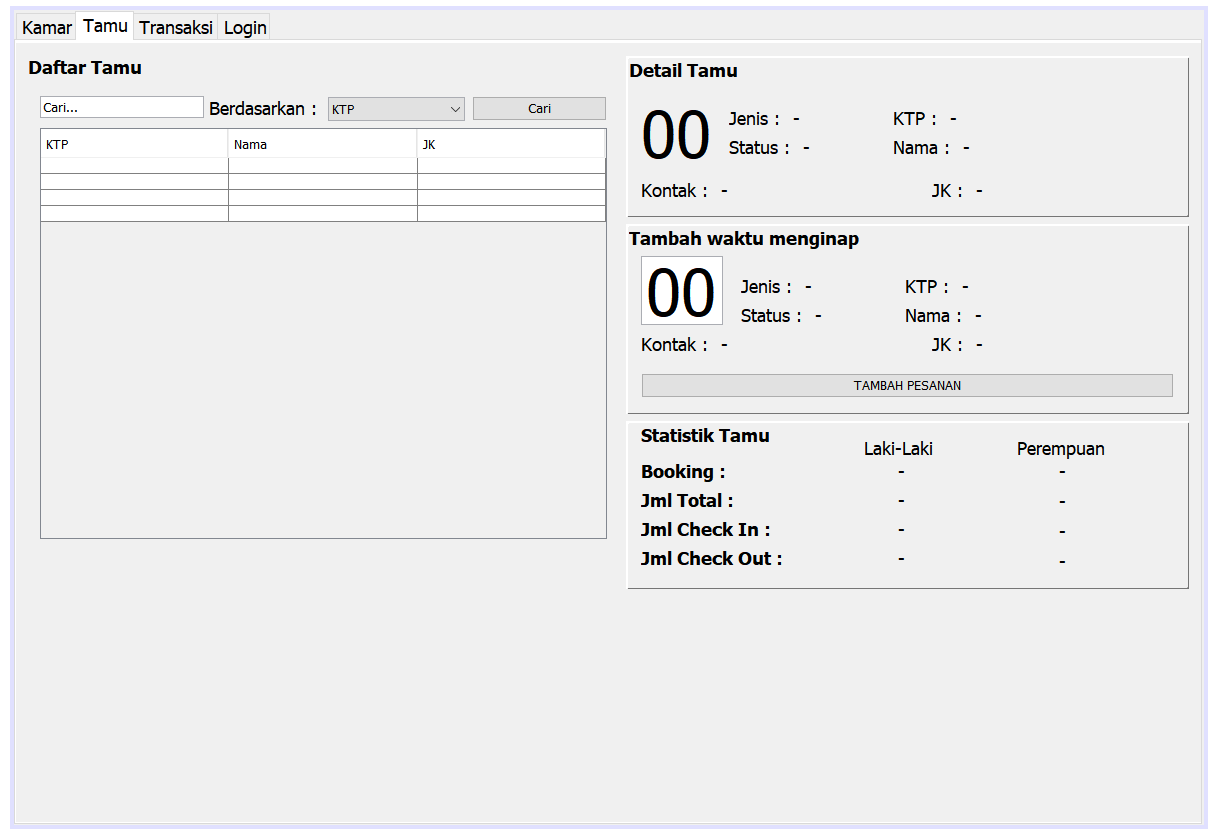 Kamar Tamu Transaksi Login
Daftar Tamu
Cari... Berdasarkan : KTP Cari
KTP Nama JK
Detail Tamu
00
Jenis : - KTP : -
Status : - Nama : -
Kontak : - JK : -
Tambah waktu menginap
00
Jenis : - KTP : -
Status : - Nama : -
Kontak : - JK : -
TAMBAH PESANAN
Statistik Tamu
Laki-Laki Perempuan
Booking : - -
Jml Total : - -
Jml Check In : - -
Jml Check Out : - -